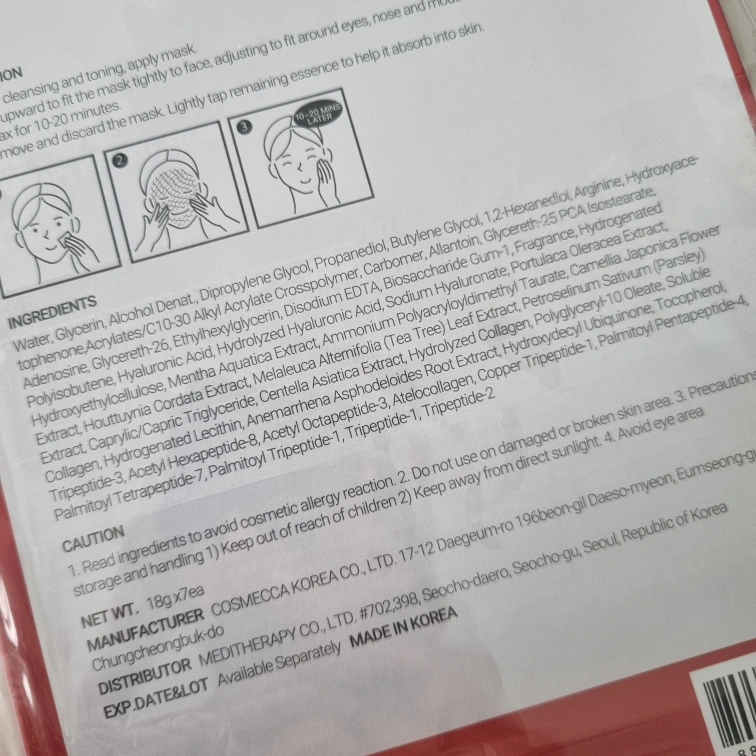 ION
cleansing and toning, apply mask.
upward to fit the mask tightly to face, adjusting to fit around eyes, nose and
ax for 10-20 minutes.
move and discard the mask. Lightly tap remaining essence to help it absorb into skin.
2
3
10-20 MINS
LATER
INGREDIENTS
Water, Glycerin, Alcohol Denat., Dipropylene Glycol, Propanediol, Butylene Glycol, 1,2-Hexanediol, Arginine, Hydroxyace-
tophenone,Acrylates/C10-30 Alkyl Acrylate Crosspolymer, Carbomer, Allantoin, Glycereth-25 PCA Isostearate,
Adenosine, Glycereth-26, Ethylhexylglycerin, Disodium EDTA, Biosaccharide Gum-1, Fragrance, Hydrogenated
Polyisobutene, Hyaluronic Acid, Hydrolyzed Hyaluronic Acid, Sodium Hyaluronate, Portulaca Oleracea Extract,
Hydroxyethylcellulose, Mentha Aquatica Extract, Ammonium Polyacryloyldimethyl Taurate, Camellia Japonica Flower
Extract, Houttuynia Cordata Extract, Melaleuca Alternifolia (Tea Tree) Leaf Extract, Petroselinum Sativum (Parsley)
Extract, Caprylic/Capric Triglyceride, Centella Asiatica Extract, Hydrolyzed Collagen, Polyglyceryl-10 Oleate, Soluble
Collagen, Hydrogenated Lecithin, Anemarrhena Asphodeloides Root Extract, Hydroxydecyl Ubiquinone, Tocopherol,
Tripeptide-3, Acetyl Hexapeptide-8, Acetyl Octapeptide-3, Atelocollagen, Copper Tripeptide-1, Palmitoyl Pentapeptide-4,
Palmitoyl Tetrapeptide-7, Palmitoyl Tripeptide-1, Tripeptide-1, Tripeptide-2
CAUTION
1. Read ingredients to avoid cosmetic allergy reaction. 2. Do not use on damaged or broken skin area. 3. Precautions
storage and handling 1) Keep out of reach of children 2) Keep away from direct sunlight. 4. Avoid eye area
NET WT. 18g x7ea
MANUFACTURER COSMECCA KOREA CO., LTD. 17-12 Daegeum-ro 196beon-gil Daeso-myeon, Eumseong-gu
Chungcheongbuk-do
DISTRIBUTOR MEDITHERAPY CO., LTD. #702,398, Seocho-daero, Seocho-gu, Seoul, Republic of Korea
EXP.DATE&LOT Available Separately MADE IN KOREA